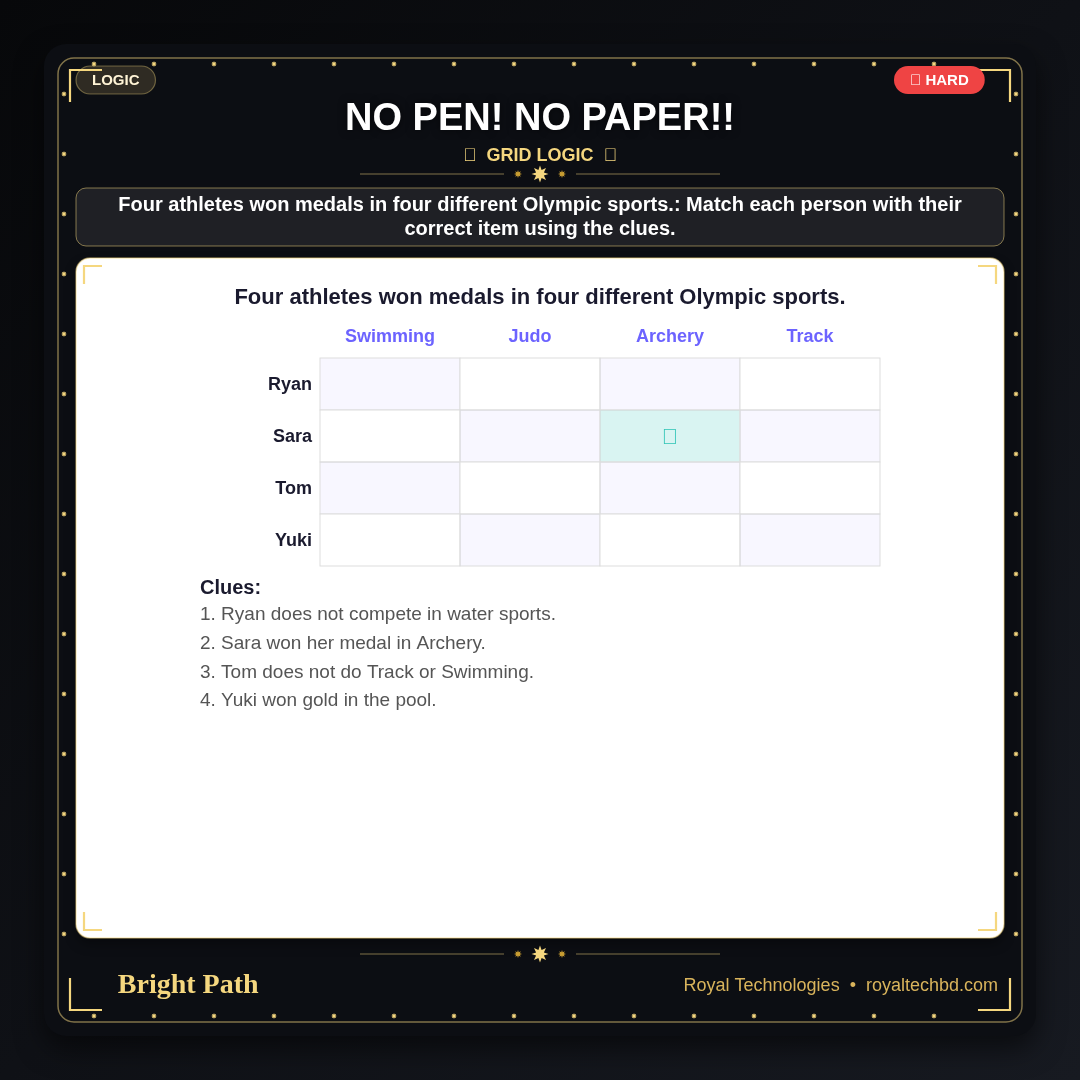 LOGIC
HARD
NO PEN! NO PAPER!!
GRID LOGIC
Four athletes won medals in four different Olympic sports.: Match each person with their
correct item using the clues.
Four athletes won medals in four different Olympic sports.
Swimming Judo Archery Track
Ryan
Sara
Tom
Yuki
Clues:
1. Ryan does not compete in water sports.
2. Sara won her medal in Archery.
3. Tom does not do Track or Swimming.
4. Yuki won gold in the pool.
Bright Path
Royal Technologies • royaltechbd.com